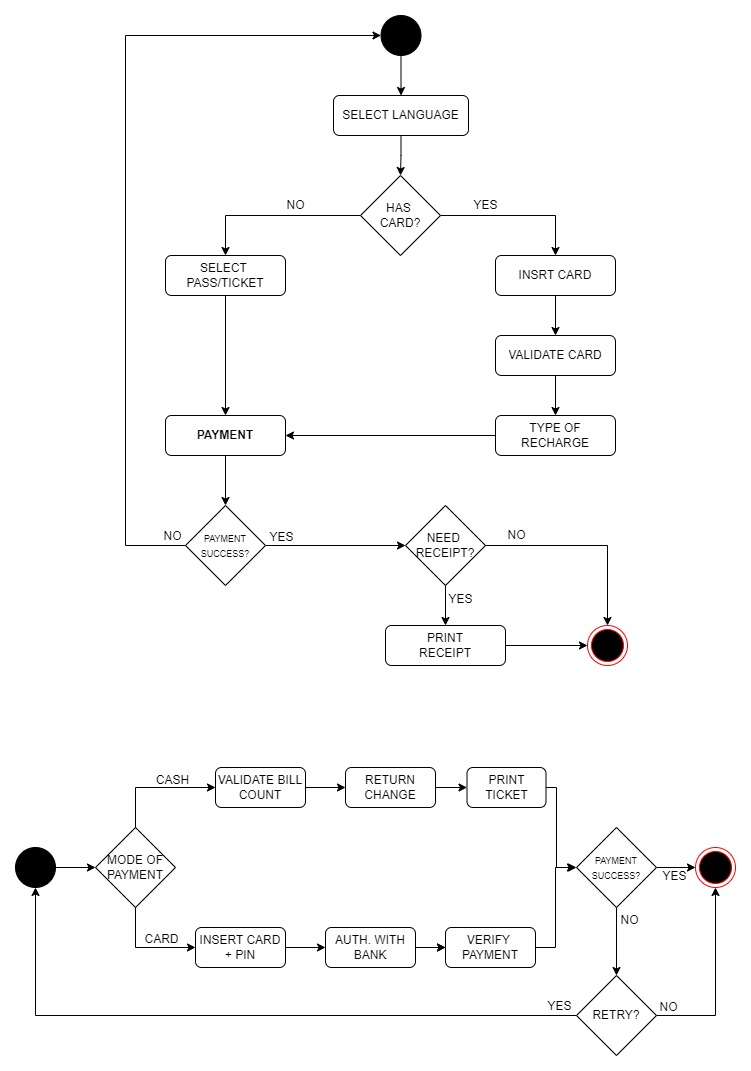 SELECT LANGUAGE
HAS
CARD?
NO
YES
SELECT
PASS/TICKET
INSRT CARD
VALIDATE CARD
PAYMENT
TYPE OF
RECHARGE
NO
PAYMENT
SUCCESS?
YES
NEED
RECEIPT?
NO
YES
PRINT
RECEIPT
CASH
VALIDATE BILL
COUNT
RETURN
CHANGE
PRINT
TICKET
MODE OF
PAYMENT
PAYMENT
SUCCESS?
YES
NO
CARD
INSERT CARD
+ PIN
AUTH. WITH
BANK
VERIFY
PAYMENT
YES
RETRY?
NO